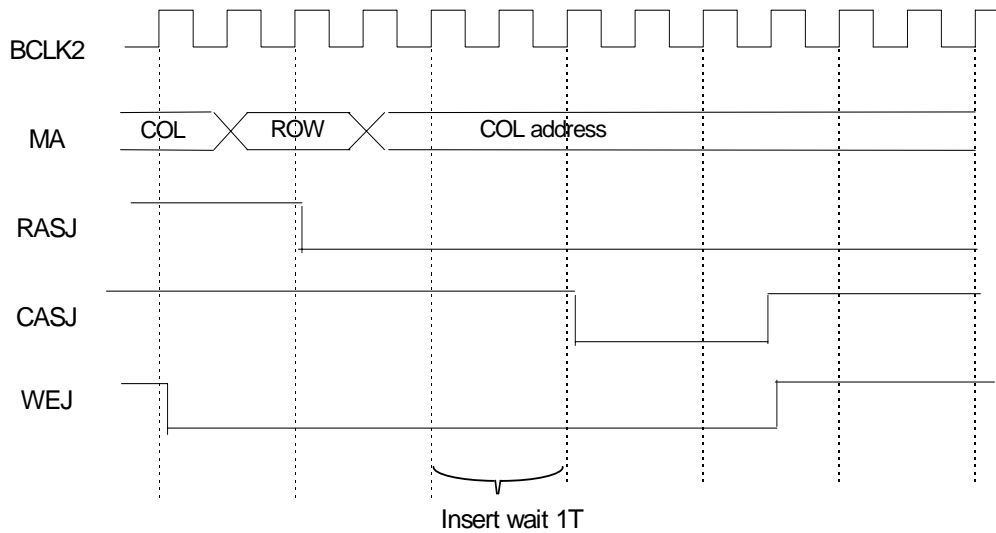 BCLK2
MA
COL ROW COL address
RASJ
CASJ
WEJ
Insert wait 1T